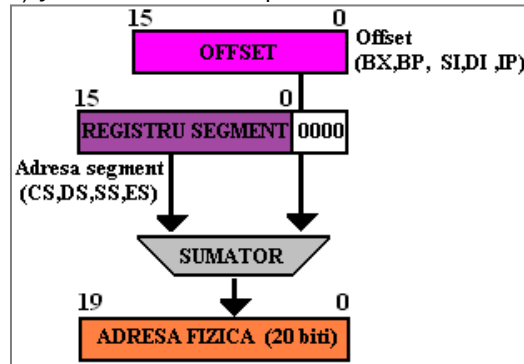 15 0
OFFSET
Offset
(BX,BP, SI,DI ,IP)
15 0
REGISTRU SEGMENT 0000
Adresa segment
(CS,DS,SS,ES)
SUMATOR
19 0
ADRESA FIZICA (20 biti)